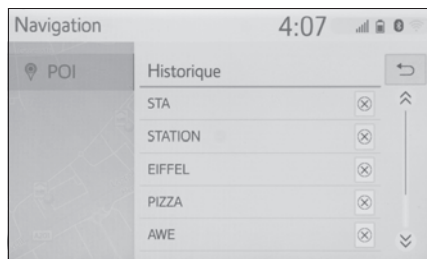 Navigation 4:07
POI
Historique
STA
STATION
EIFFEL
PIZZA
AWE